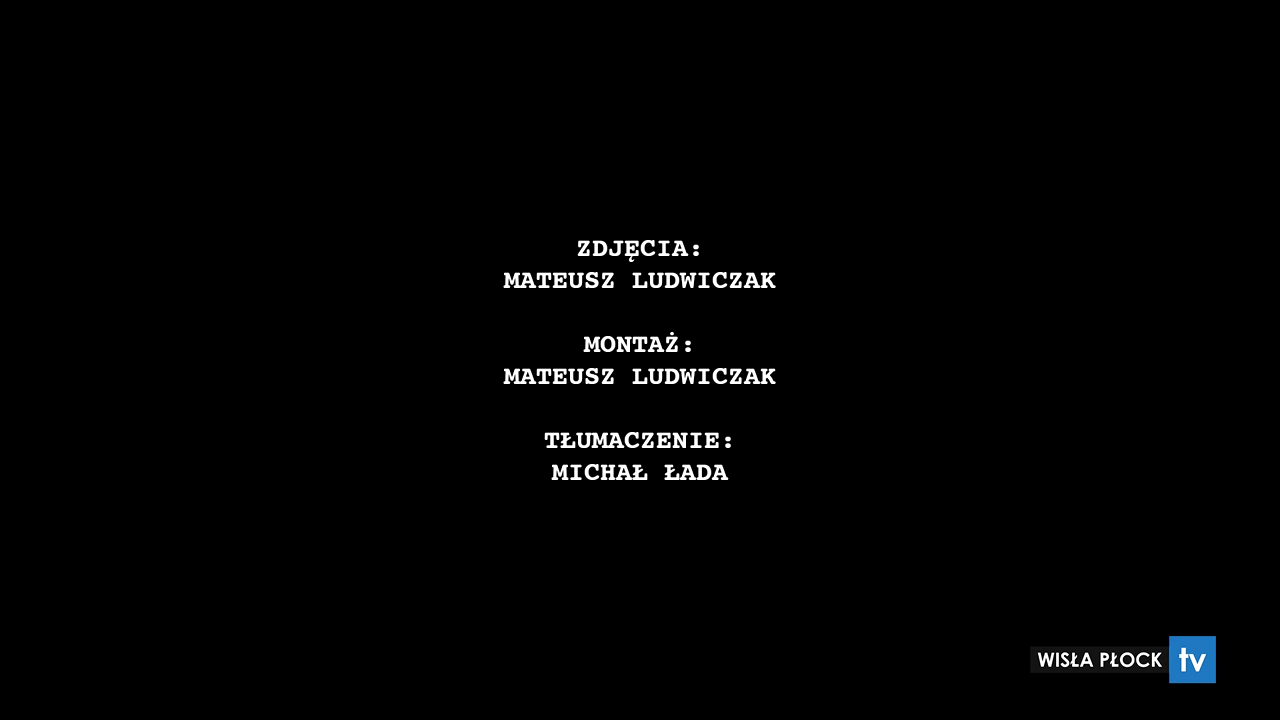 ZDJĘCIA:
MATEUSZ LUDWICZAK
MONTAŻ:
MATEUSZ LUDWICZAK
TŁUMACZENIE:
MICHAŁ ŁADA
WISŁA PŁOCK tv